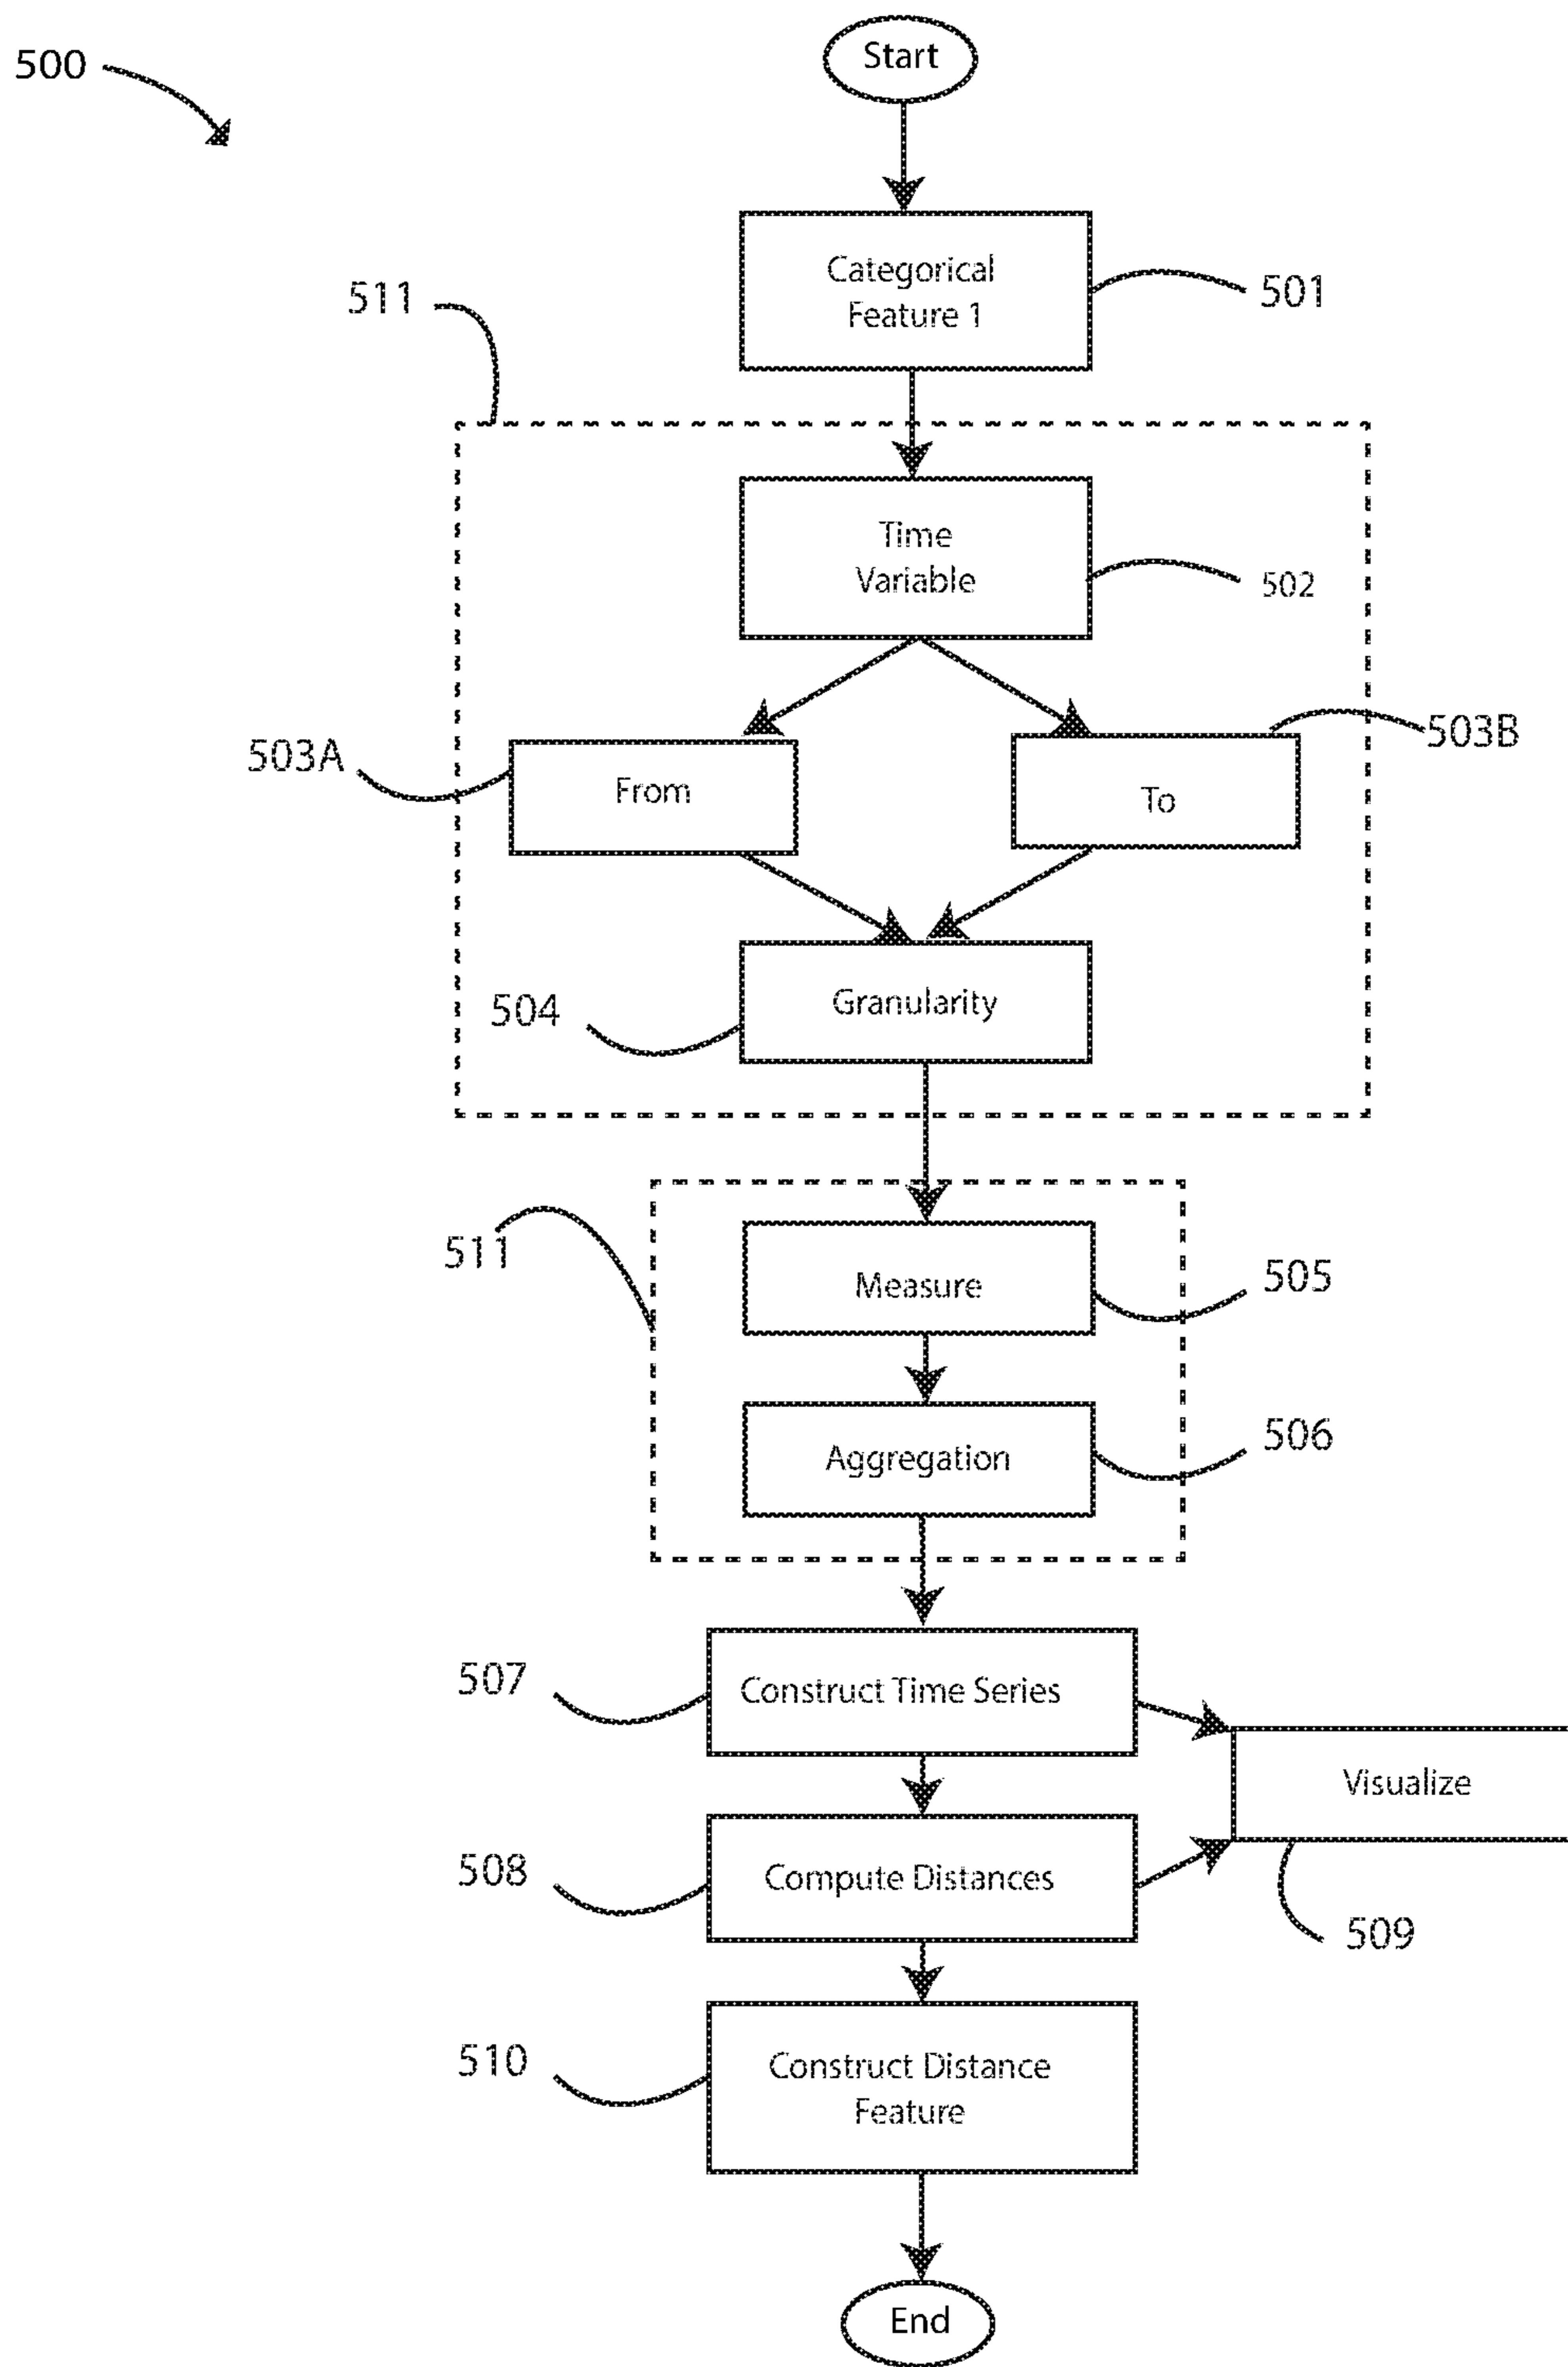 Start
500
Categorical
Feature 1
501
511
Time
Variable
502
503A
From
To
503B
504
Granularity
511
Measure
505
Aggregation
506
507
Construct Time Series
Visualize
508
Compute Distances
509
510
Construct Distance
Feature
End